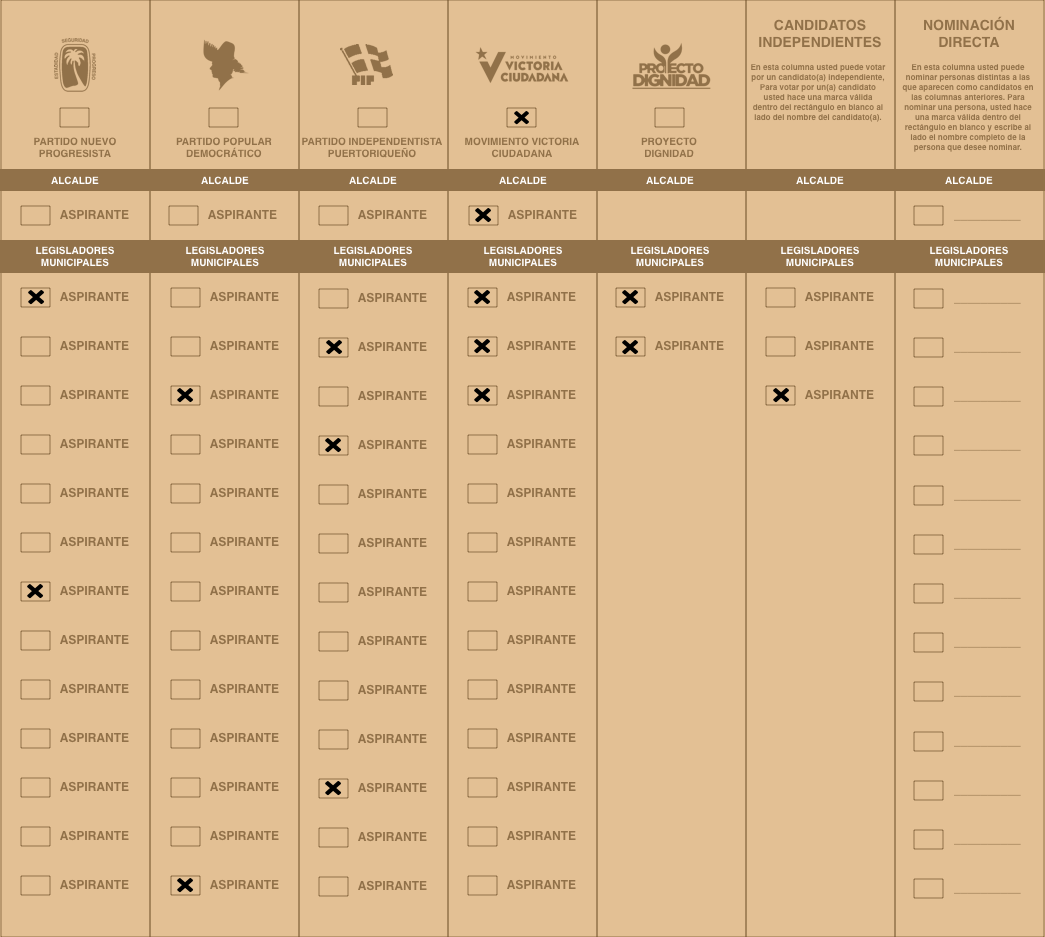 SEGURIDAD
ESTADIDAD
PROGRESO
PIP
MOVIMIENTO
VICTORIA
CIUDADANA
PROYECTO
DIGNIDAD
CANDIDATOS
INDEPENDIENTES
En esta columna usted puede votar
por un candidato(a) independiente,
Para votar por un(a) candidato
usted hace una marca válida
dentro del rectángulo en blanco al
lado del nombre del candidato(a).
NOMINACIÓN
DIRECTA
En esta columna usted puede
nominar personas distintas a las
que aparecen como candidatos en
las columnas anteriores. Para
nominar una persona, usted hace
una marca válida dentro del
rectángulo en blanco y escribe al
lado el nombre completo de la
persona que desee nominar.
PARTIDO NUEVO
PROGRESISTA
PARTIDO POPULAR
DEMOCRÁTICO
PARTIDO INDEPENDENTISTA
PUERTORIQUEÑO
MOVIMIENTO VICTORIA
CIUDADANA
PROYECTO
DIGNIDAD
ALCALDE ALCALDE ALCALDE ALCALDE ALCALDE ALCALDE ALCALDE
ASPIRANTE ASPIRANTE ASPIRANTE ASPIRANTE
LEGISLADORES LEGISLADORES LEGISLADORES LEGISLADORES LEGISLADORES LEGISLADORES LEGISLADORES
MUNICIPALES MUNICIPALES MUNICIPALES MUNICIPALES MUNICIPALES MUNICIPALES MUNICIPALES
ASPIRANTE ASPIRANTE ASPIRANTE ASPIRANTE ASPIRANTE ASPIRANTE
ASPIRANTE ASPIRANTE ASPIRANTE ASPIRANTE ASPIRANTE ASPIRANTE
ASPIRANTE ASPIRANTE ASPIRANTE ASPIRANTE ASPIRANTE
ASPIRANTE ASPIRANTE ASPIRANTE ASPIRANTE
ASPIRANTE ASPIRANTE ASPIRANTE ASPIRANTE
ASPIRANTE ASPIRANTE ASPIRANTE ASPIRANTE
ASPIRANTE ASPIRANTE ASPIRANTE ASPIRANTE
ASPIRANTE ASPIRANTE ASPIRANTE ASPIRANTE
ASPIRANTE ASPIRANTE ASPIRANTE ASPIRANTE
ASPIRANTE ASPIRANTE ASPIRANTE ASPIRANTE
ASPIRANTE ASPIRANTE ASPIRANTE ASPIRANTE
ASPIRANTE ASPIRANTE ASPIRANTE ASPIRANTE
ASPIRANTE ASPIRANTE ASPIRANTE ASPIRANTE